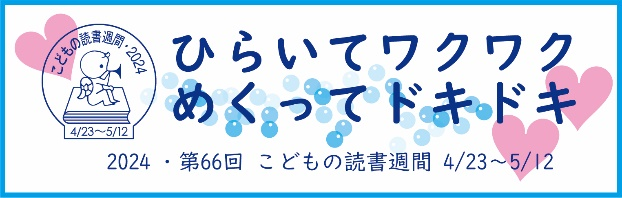 こどもの読書週間・2024
4/23～5/12
ひらいてワクワク
めくってドキドキ
2024 ・第66回 こどもの読書週間 4/23～5/12